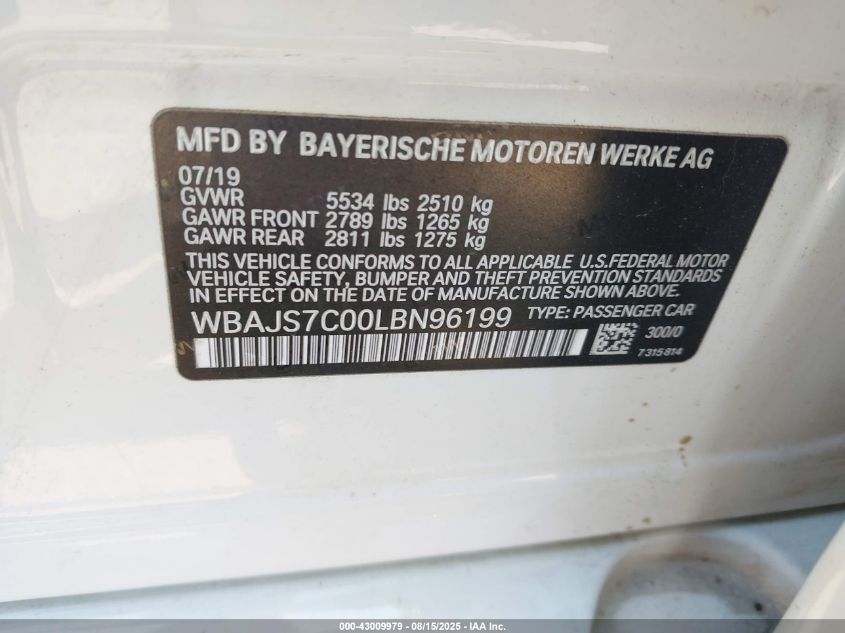 MFD BY BAYERISCHE MOTOREN WERKE AG
07/19
GVWR 5534 lbs 2510 kg
GAWR FRONT 2789 lbs 1265 kg
GAWR REAR 2811 lbs 1275 kg
THIS VEHICLE CONFORMS TO ALL APPLICABLE U.S.FEDERAL MOTOR
VEHICLE SAFETY, BUMPER AND THEFT PREVENTION STANDARDS
IN EFFECT ON THE DATE OF MANUFACTURE SHOWN ABOVE.
WBAJS7C00LBN96199 TYPE: PASSENGER CAR
300/0
7 315 814
000-43009979 - 08/15/2025 - IAA Inc.